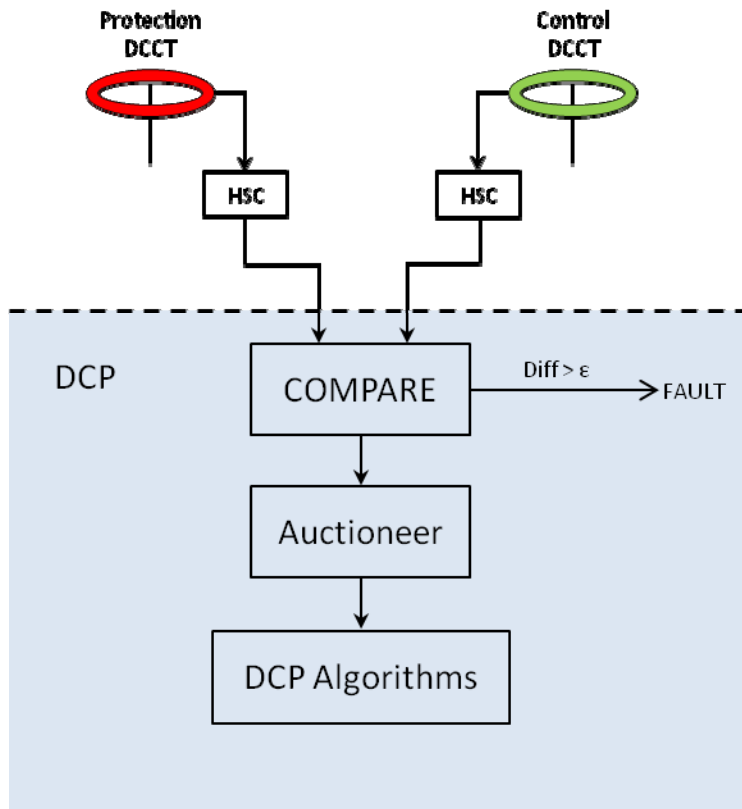 Protection
DCCT
Control
DCCT
HSC
HSC
DCP
COMPARE
Diff > ε
FAULT
Auctioneer
DCP Algorithms